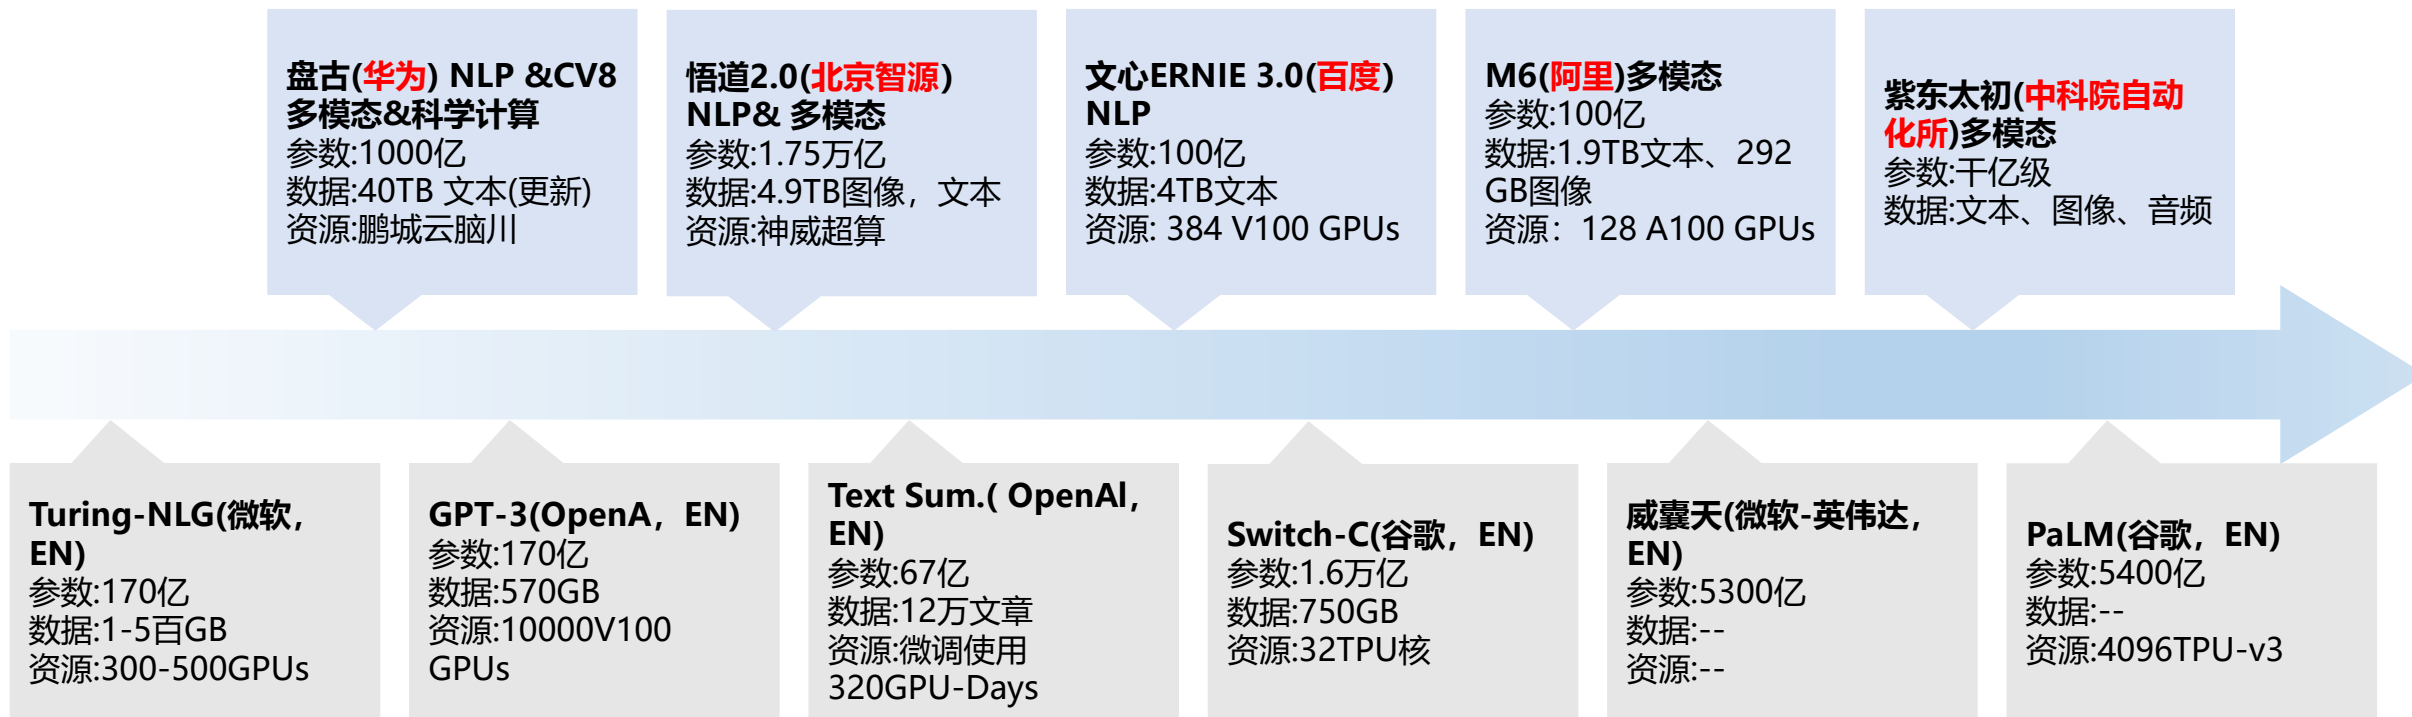 盘古(华为) NLP &CV8
多模态&科学计算
参数:1000亿
数据:40TB 文本(更新)
资源:鹏城云脑川
悟道2.0(北京智源)
NLP& 多模态
参数:1.75万亿
数据:4.9TB图像，文本
资源:神威超算
文心ERNIE 3.0(百度)
NLP
参数:100亿
数据:4TB文本
资源: 384 V100 GPUs
M6(阿里)多模态
参数:100亿
数据:1.9TB文本、292
GB图像
资源：128 A100 GPUs
紫东太初(中科院自动
化所)多模态
参数:干亿级
数据:文本、图像、音频
Turing-NLG(微软，
EN)
参数:170亿
数据:1-5百GB
资源:300-500GPUs
GPT-3(OpenA，EN)
参数:170亿
数据:570GB
资源:10000V100
GPUs
Text Sum.( OpenAl，
EN)
参数:67亿
数据:12万文章
资源:微调使用
320GPU-Days
Switch-C(谷歌，EN)
参数:1.6万亿
数据:750GB
资源:32TPU核
威囊天(微软-英伟达，
EN)
参数:5300亿
数据:--
资源:--
PaLM(谷歌，EN)
参数:5400亿
数据:--
资源:4096TPU-v3